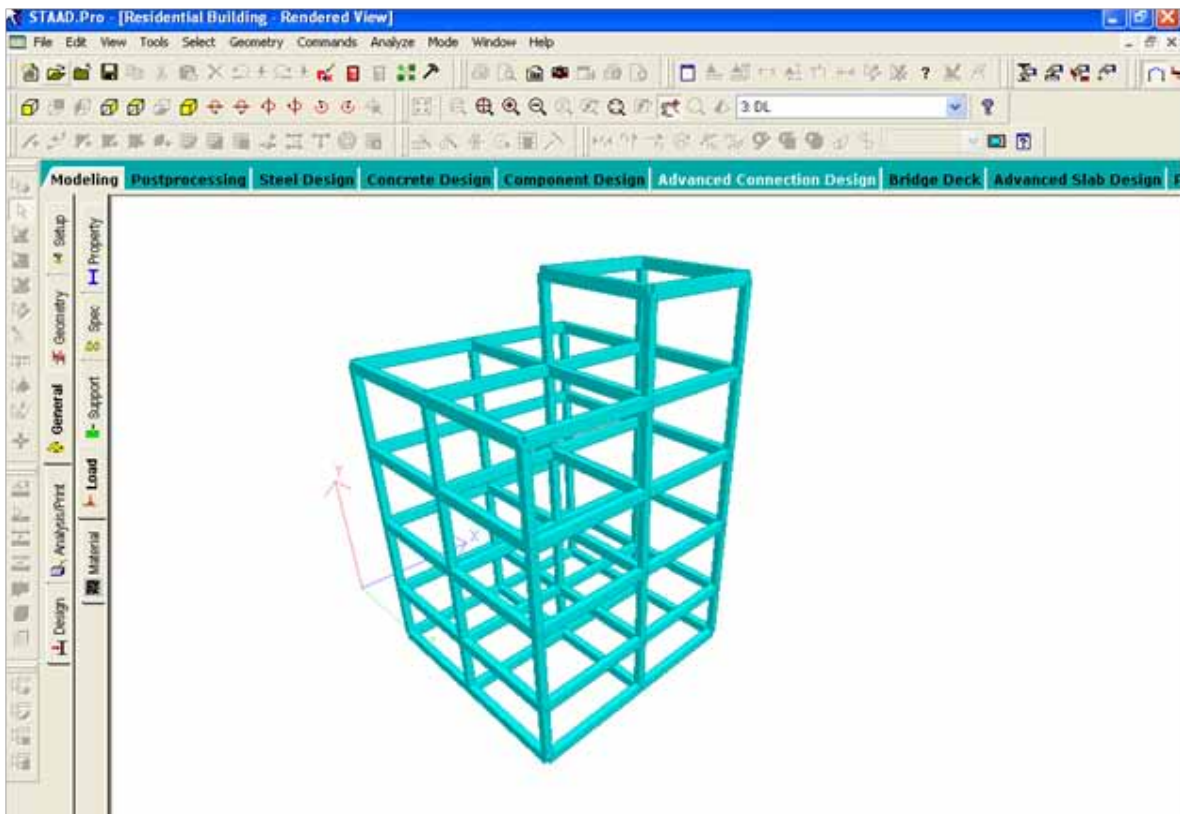 STAAD.Pro - [Residential Building - Rendered View]
File Edit View Tools Select Geometry Commands Analyze Mode Window Help
3: DL
Modeling Postprocessing Steel Design Concrete Design Component Design Advanced Connection Design Bridge Deck Advanced Slab Design
Setup
Geometry
General
Analysis/Print
Design
Property
Spec
Support
Load
Material
Y
X